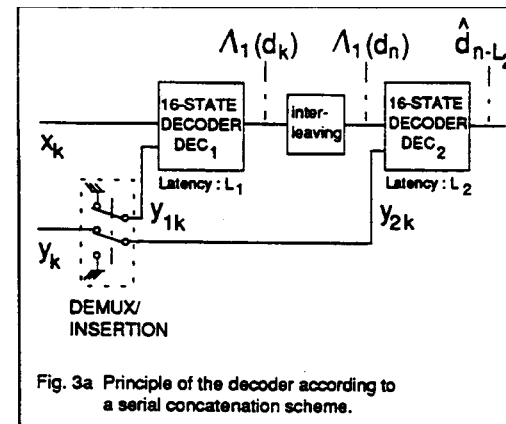 Λ₁(dₖ)
Λ₁(dₙ)
d̂ₙ₋L₂
16-STATE
DECODER
DEC₁
inter-
leaving
16-STATE
DECODER
DEC₂
xₖ
Latency : L₁
Latency : L₂
y₁ₖ
y₂ₖ
yₖ
DEMUX/
INSERTION
Fig. 3a Principle of the decoder according to
a serial concatenation scheme.